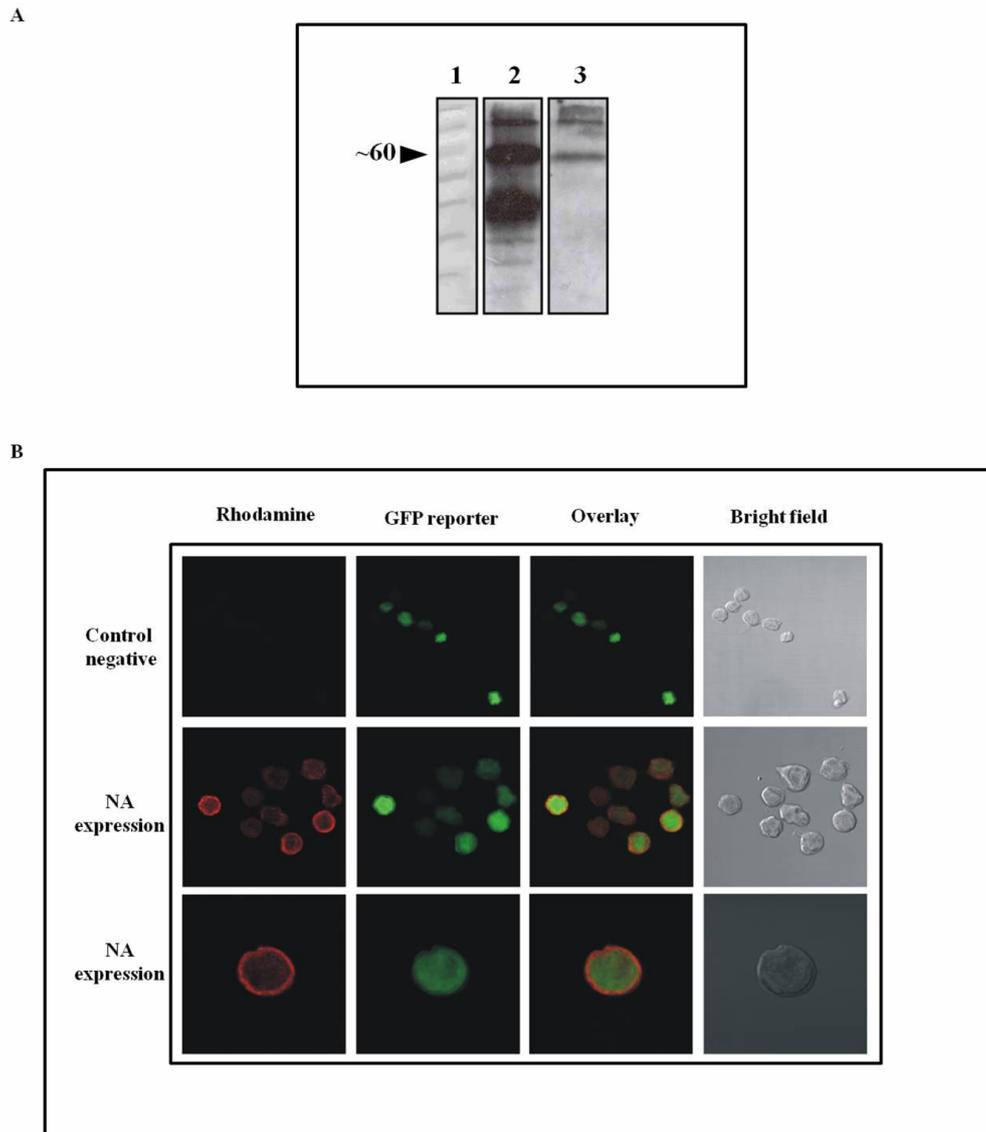 A
1 2 3
~60
B
Rhodamine GFP reporter Overlay Bright field
Control
negative
NA
expression
NA
expression